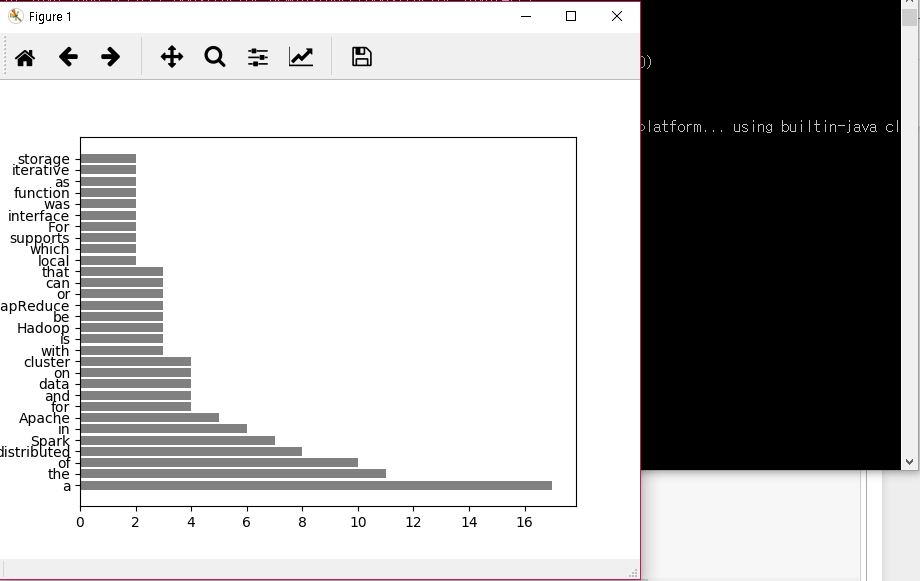 Figure 1
0)
platform... using builtin-java cl
storage
iterative
as
function
was
interface
For
supports
which
local
that
can
or
apReduce
be
Hadoop
is
with
cluster
on
data
and
for
Apache
in
Spark
distributed
of
the
a
0 2 4 6 8 10 12 14 16